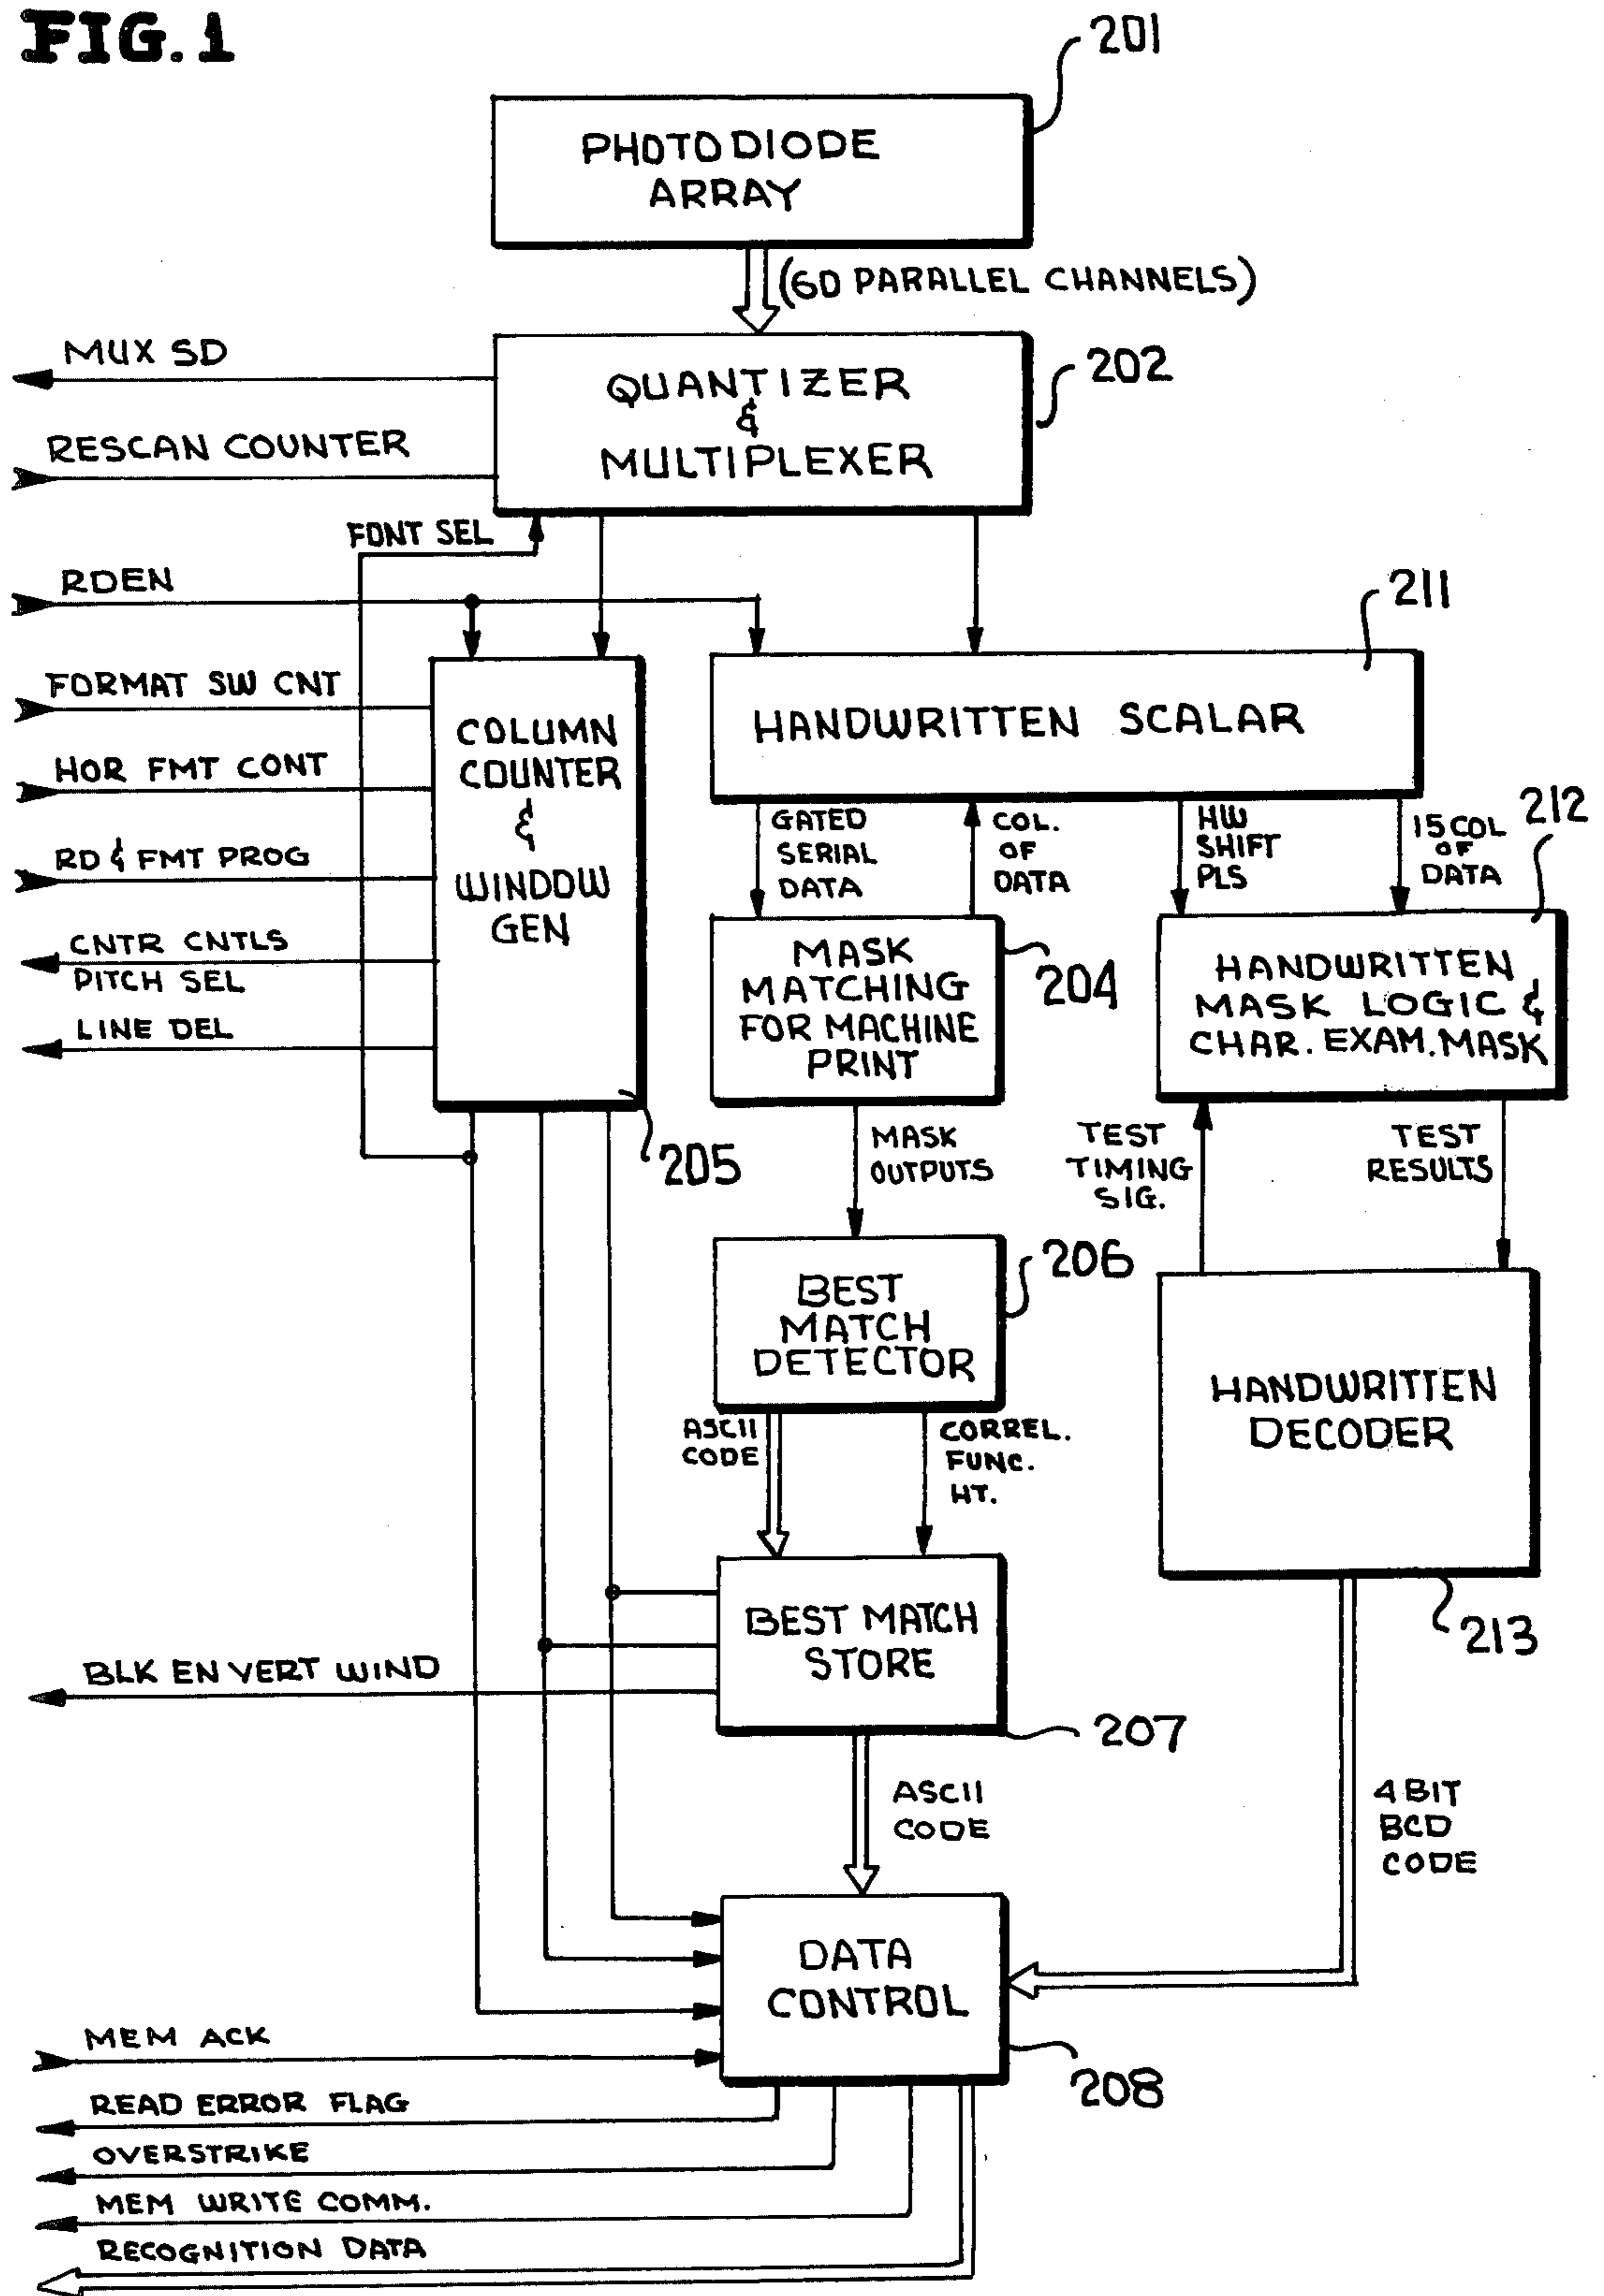 FIG. 1
201
PHOTODIODE
ARRAY
(60 PARALLEL CHANNELS)
MUX SD
202
QUANTIZER
&
MULTIPLEXER
RESCAN COUNTER
FONT SEL
RDEN
211
FORMAT SW CNT
HANDWRITTEN SCALAR
COLUMN
COUNTER
&
WINDOW
GEN
HOR FMT CONT
RD & FMT PROG
CNTR CNTLS
PITCH SEL
LINE DEL
GATED
SERIAL
DATA
COL.
OF
DATA
HW
SHIFT
PLS
15 COL
OF
DATA
212
MASK
MATCHING
FOR MACHINE
PRINT
204
HANDWRITTEN
MASK LOGIC &
CHAR. EXAM. MASK
205
MASK
OUTPUTS
TEST
TIMING
SIG.
TEST
RESULTS
206
BEST
MATCH
DETECTOR
HANDWRITTEN
DECODER
ASCII
CODE
CORREL.
FUNC.
HT.
BEST MATCH
STORE
213
BLK EN VERT WIND
207
ASCII
CODE
4 BIT
BCD
CODE
DATA
CONTROL
MEM ACK
208
READ ERROR FLAG
OVERSTRIKE
MEM WRITE COMM.
RECOGNITION DATA